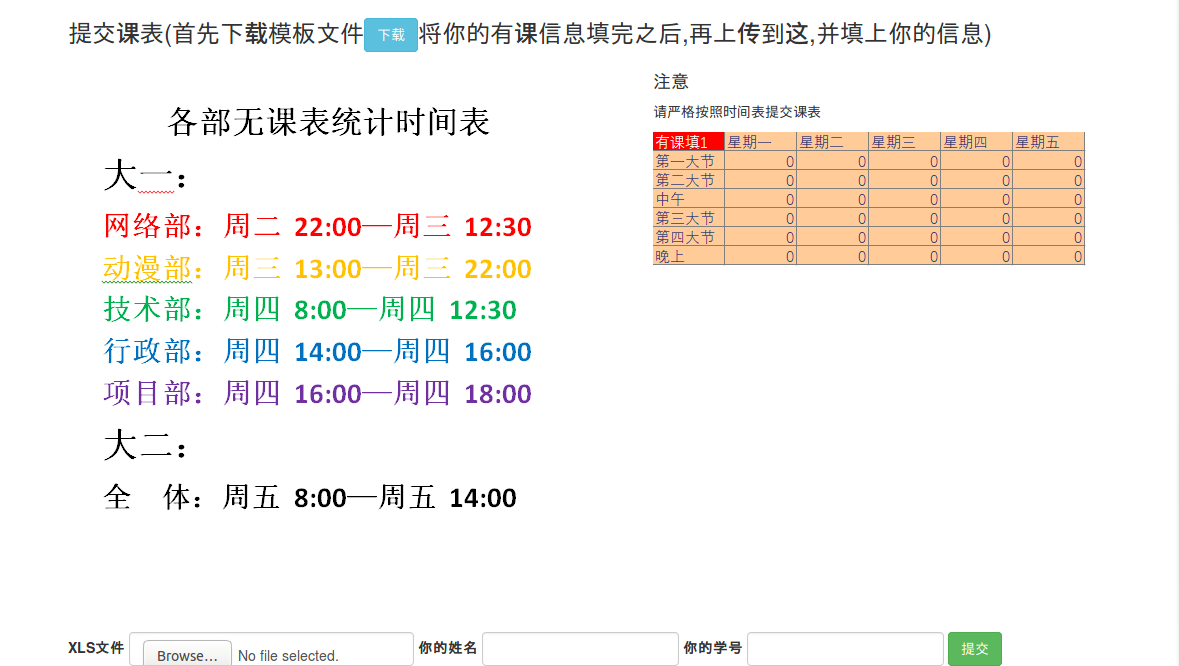 提交课表(首先下载模板文件 下载 将你的有课信息填完之后,再上传到这,并填上你的信息)
各部无课表统计时间表
大一：
网络部：周二 22:00—周三 12:30
动漫部：周三 13:00—周三 22:00
技术部：周四 8:00—周四 12:30
行政部：周四 14:00—周四 16:00
项目部：周四 16:00—周四 18:00
大二：
全 体：周五 8:00—周五 14:00
注意
请严格按照时间表提交课表
有课填1 星期一 星期二 星期三 星期四 星期五
第一大节 0 0 0 0 0
第二大节 0 0 0 0 0
中午 0 0 0 0 0
第三大节 0 0 0 0 0
第四大节 0 0 0 0 0
晚上 0 0 0 0 0
XLS文件 Browse... No file selected. 你的姓名 你的学号 提交